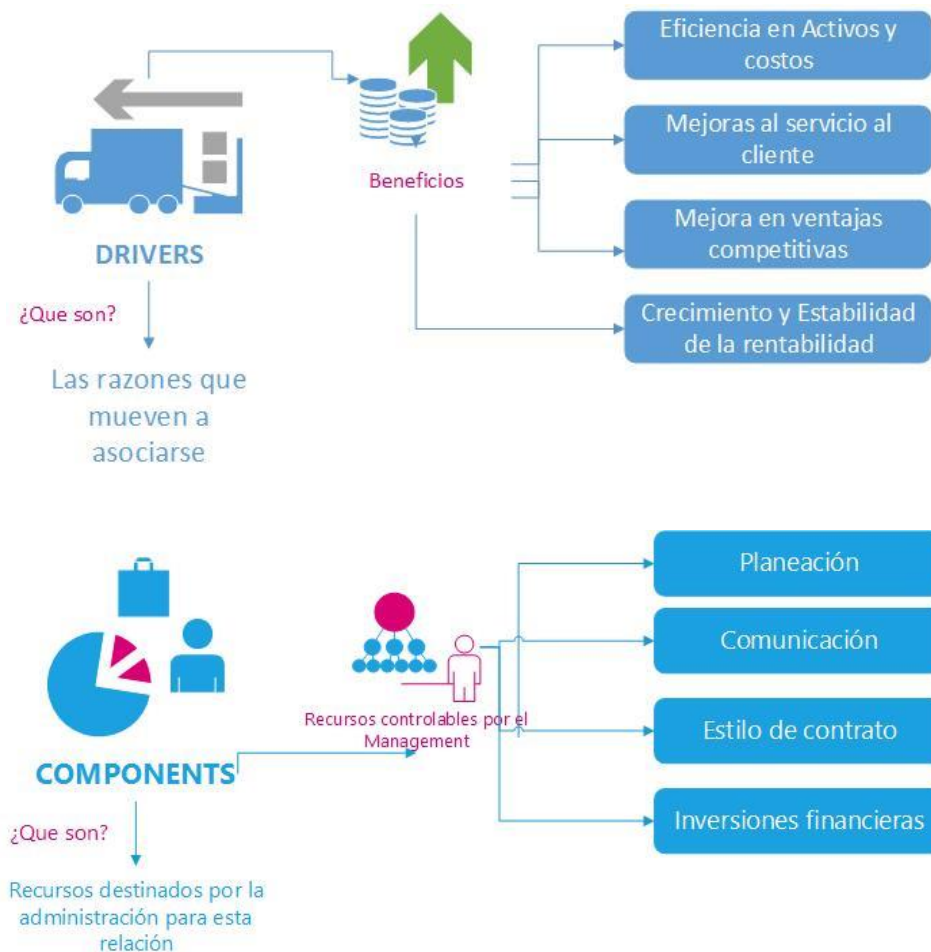 DRIVERS
¿Que son?
Las razones que
mueven a
asociarse
Beneficios
Eficiencia en Activos y
costos
Mejoras al servicio al
cliente
Mejora en ventajas
competitivas
Crecimiento y Estabilidad
de la rentabilidad
COMPONENTS
¿Que son?
Recursos destinados por la
administración para esta
relación
Recursos controlables por el
Management
Planeación
Comunicación
Estilo de contrato
Inversiones financieras